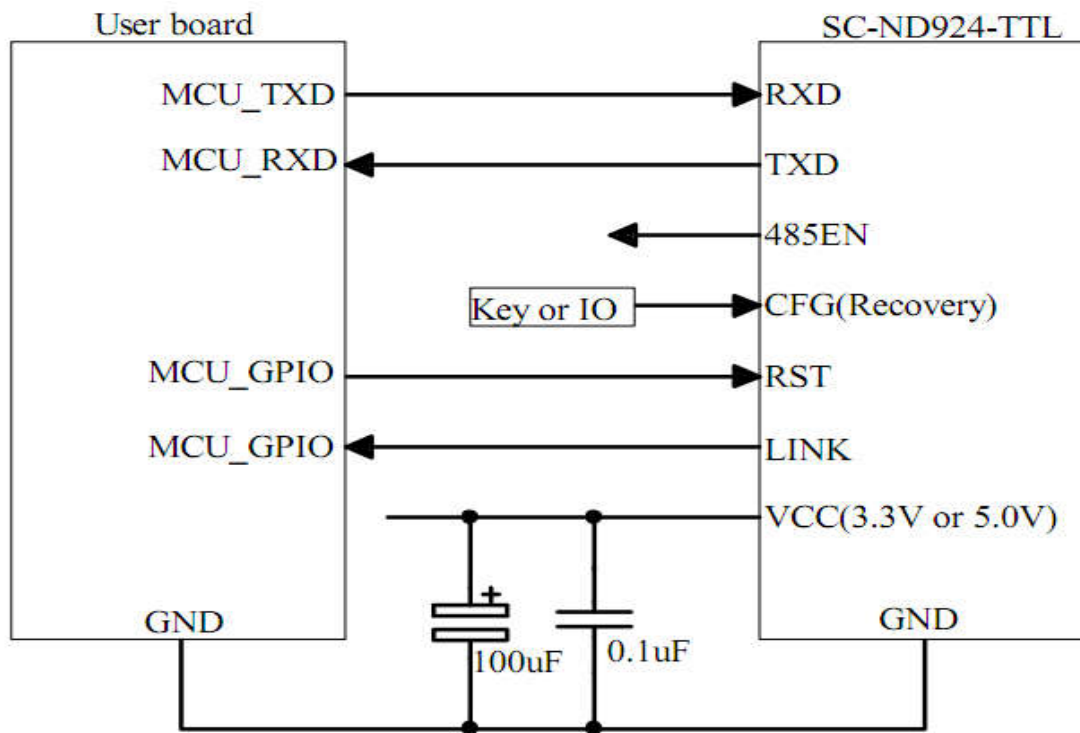 User board
SC-ND924-TTL
MCU_TXD
RXD
MCU_RXD
TXD
485EN
Key or IO
CFG(Recovery)
MCU_GPIO
RST
MCU_GPIO
LINK
VCC(3.3V or 5.0V)
+
GND
100uF
0.1uF
GND